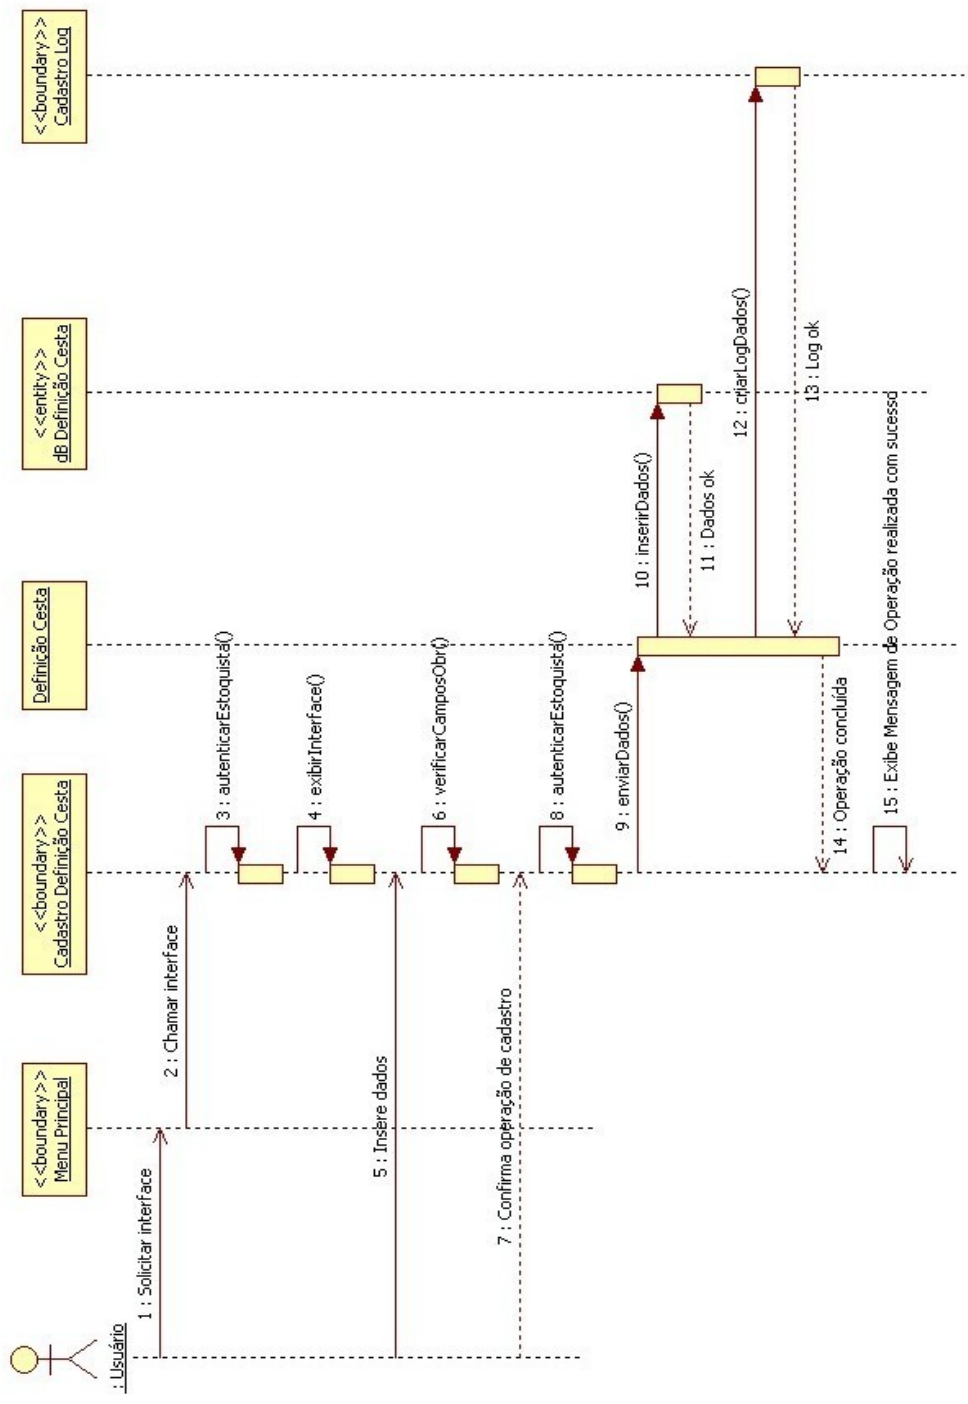 : Usuário
<<boundary>>
Menu Principal
<<boundary>>
Cadastro Definição Cesta
Definição Cesta
<<entity>>
dB Definição Cesta
<<boundary>>
Cadastro Log
1 : Solicitar interface
2 : Chamar interface
3 : autenticarEstoquista()
4 : exibirInterface()
5 : Insere dados
6 : verificarCamposObr()
7 : Confirma operação de cadastro
8 : autenticarEstoquista()
9 : enviarDados()
10 : inserirDados()
11 : Dados ok
12 : criarLogDados()
13 : Log ok
14 : Operação concluída
15 : Exibe Mensagem de Operação realizada com sucesso